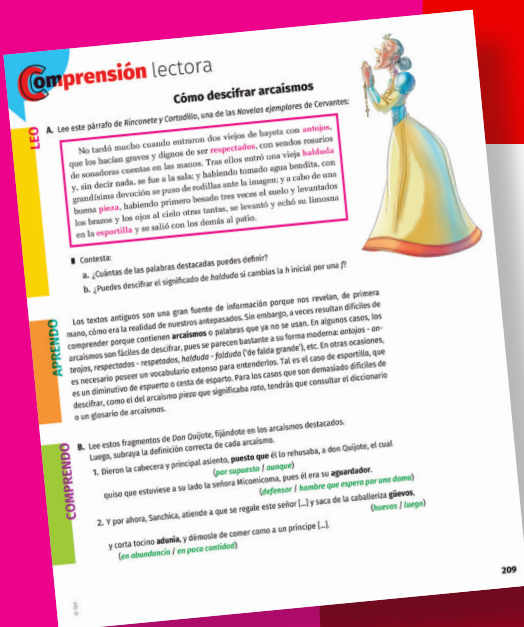 Comprensión lectora
Cómo descifrar arcaísmos
LEO
A. Lee este párrafo de Rinconete y Cortadillo, una de las Novelas ejemplares de Cervantes:
No tardó mucho cuando entraron dos viejos de bayeta con antojos,
que los hacían graves y dignos de ser respectados, con sendos rosarios
de sonadoras cuentas en las manos. Tras ellos entró una vieja halduda
y, sin decir nada, se fue a la sala; y habiendo tomado agua bendita, con
grandísima devoción se puso de rodillas ante la imagen; y a cabo de una
buena pieza, habiendo primero besado tres veces el suelo y levantados
los brazos y los ojos al cielo otras tantas, se levantó y echó su limosna
en la esportilla y se salió con los demás al patio.
Contesta:
a. ¿Cuántas de las palabras destacadas puedes definir?
b. ¿Puedes descifrar el significado de halduda si cambias la h inicial por una f?
APRENDO
Los textos antiguos son una gran fuente de información porque nos revelan, de primera
mano, cómo era la realidad de nuestros antepasados. Sin embargo, a veces resultan difíciles de
comprender porque contienen arcaísmos o palabras que ya no se usan. En algunos casos, los
arcaísmos son fáciles de descifrar, pues se parecen bastante a su forma moderna: antojos - an-
teojos, respectados - respetados, halduda - falduda ('de falda grande'), etc. En otras ocasiones,
es necesario poseer un vocabulario extenso para entenderlos. Tal es el caso de esportilla, que
es un diminutivo de espuerta o cesta de esparto. Para los casos que son demasiado difíciles de
descifrar, como el del arcaísmo pieza que significaba rato, tendrás que consultar el diccionario
o un glosario de arcaísmos.
COMPRENDO
B. Lee estos fragmentos de Don Quijote, fijándote en los arcaísmos destacados.
Luego, subraya la definición correcta de cada arcaísmo.
1. Dieron la cabecera y principal asiento, puesto que él lo rehusaba, a don Quijote, el cual
(por supuesto / aunque)
quiso que estuviese a su lado la señora Micomicona, pues él era su aguardador.
(defensor / hombre que espera por una dama)
2. Y por ahora, Sanchica, atiende a que se regale este señor [...] y saca de la caballeriza güevos,
(huevos / luego)
y corta tocino adunia, y démosle de comer como a un príncipe [...].
(en abundancia / en poca cantidad)
209